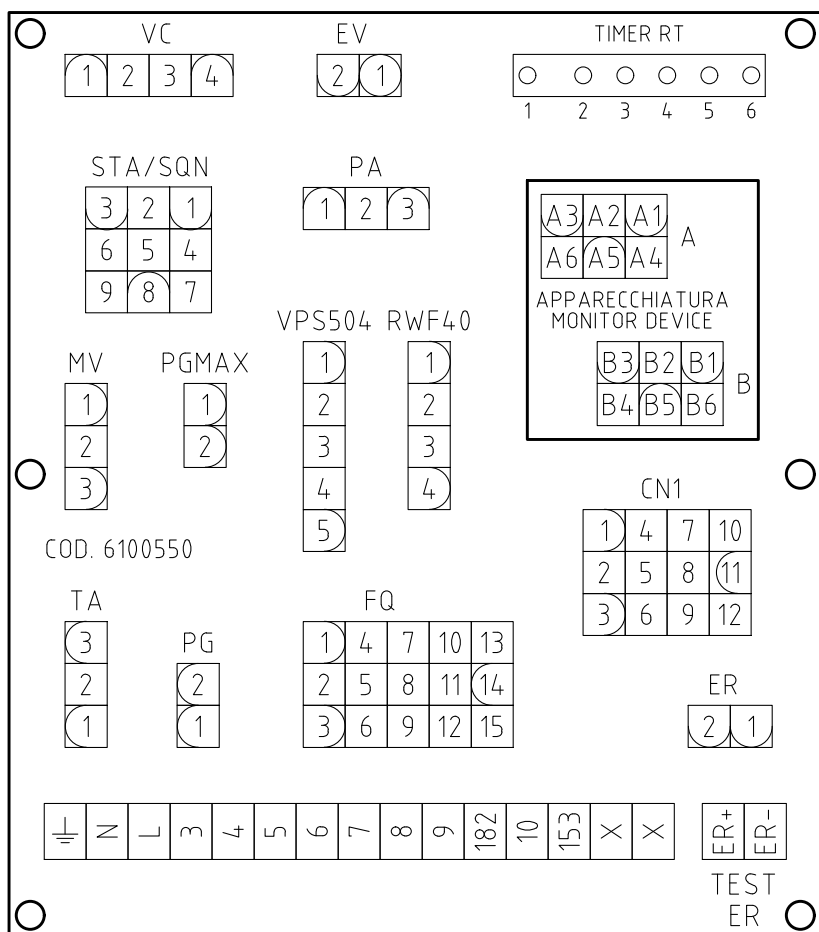 VC EV TIMER RT
1 2 3 4 2 1
1 2 3 4 5 6
STA/SQN PA
3 2 1 1 2 3
6 5 4
9 8 7
A3 A2 A1 A
A6 A5 A4
APPARECCHIATURA
MONITOR DEVICE
B3 B2 B1 B
B4 B5 B6
VPS504 RWF40
1 1
2 2
3 3
4 4
5
MV PGMAX
1 1
2 2
3
CN1
1 4 7 10
2 5 8 11
3 6 9 12
COD. 6100550
TA PG FQ
3 2
2 1
1
1 4 7 10 13
2 5 8 11 14
3 6 9 12 15
ER
2 1
N L 3 4 5 6 7 8 9 182 10 153 X X ER+ ER-
TEST
ER